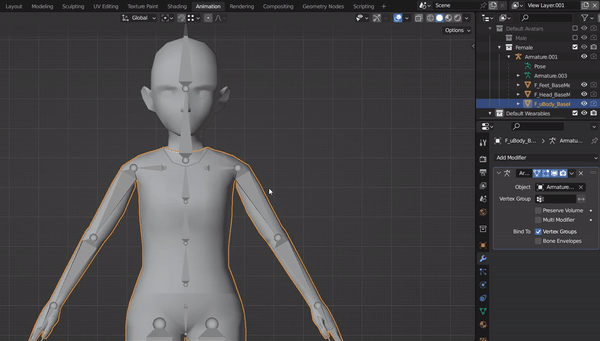 Layout Modeling Sculpting UV Editing Texture Paint Shading Animation Rendering Compositing Geometry Nodes Scripting +
Scene
View Layer.001
Global
Options
Default Avatars
Male
Female
Armature.001
Pose
Armature.003
F_Feet_BaseMe
F_Head_BaseM
F_uBody_BaseI
Default Wearables
F_uBody_B...
Armatu...
Add Modifier
Ar...
Object
Armature...
Vertex Group
Preserve Volume
Multi Modifier
Bind To
Vertex Groups
Bone Envelopes